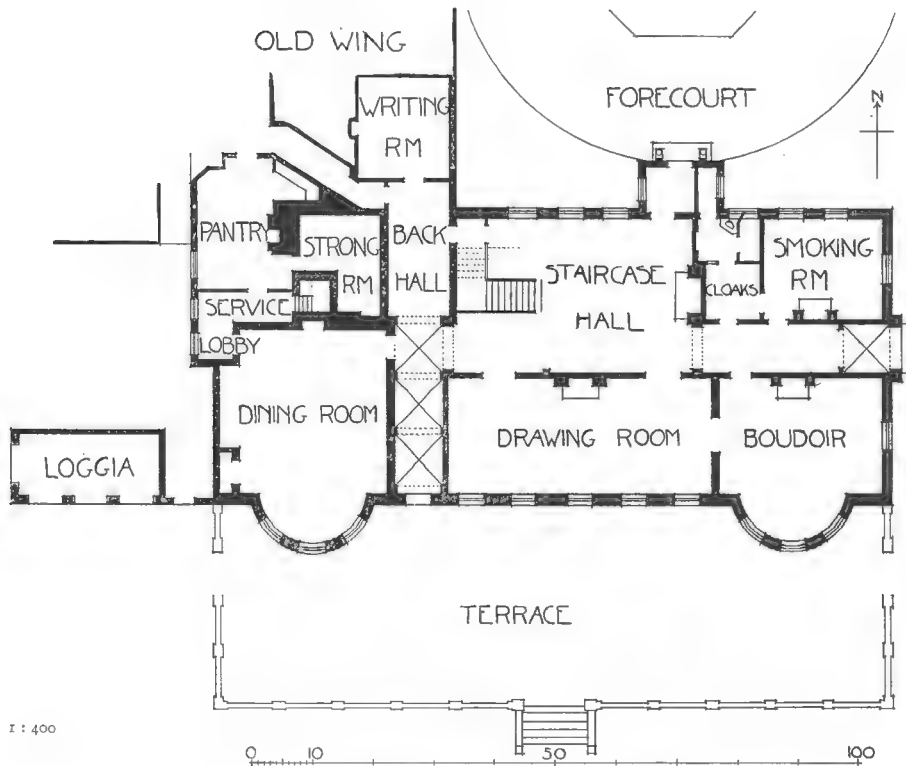 OLD WING
WRITING
RM
FORECOURT
N
PANTRY
STRONG
RM
BACK
HALL
STAIRCASE
HALL
CLOAKS
SMOKING
RM
SERVICE
LOBBY
DINING ROOM
DRAWING ROOM
BOUDOIR
LOGGIA
TERRACE
1 : 400
0 10 50 100